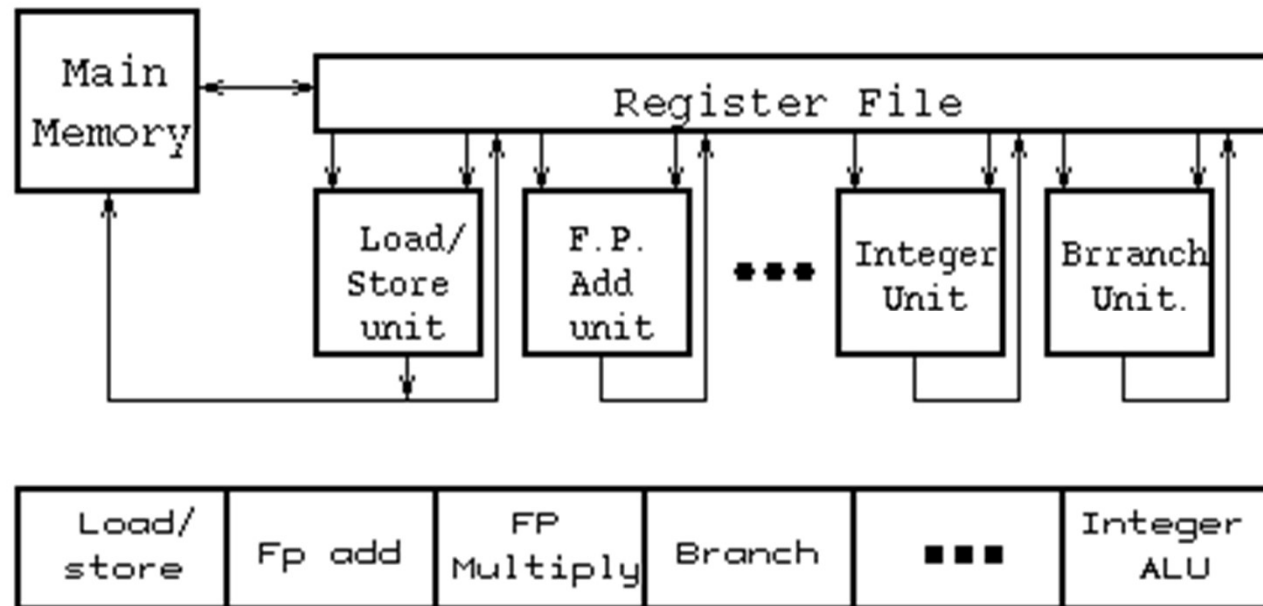 Main
Memory
Register File
Load/
Store
unit
F.P.
Add
unit
Integer
Unit
Brranch
Unit.
Load/
store
Fp add
FP
Multiply
Branch
Integer
ALU